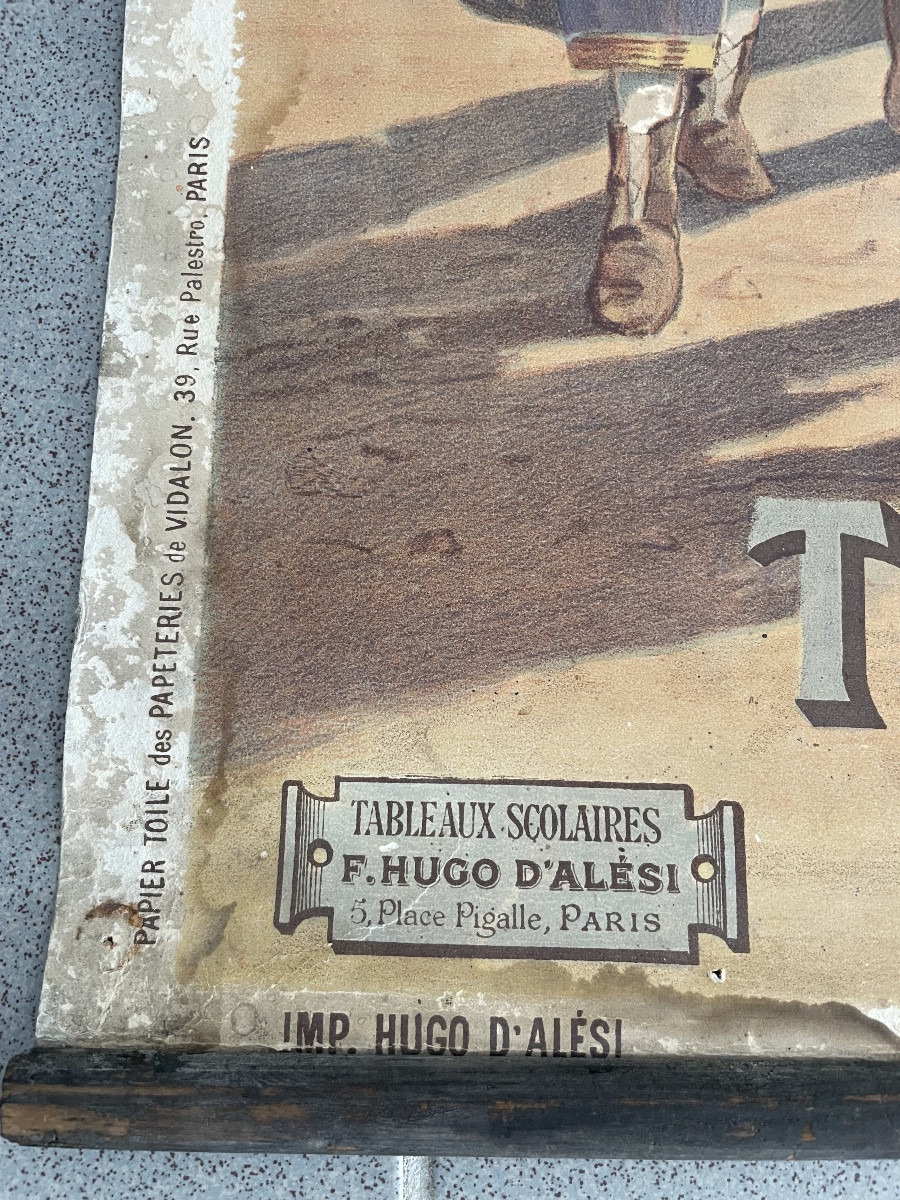 PAPIER TOILE des PAPETERIES de VIDALON. 39, Rue Palestro, PARIS
T
TABLEAUX SCOLAIRES
F. HUGO D'ALÉSI
5, Place Pigalle, PARIS
IMP. HUGO D'ALÉSI